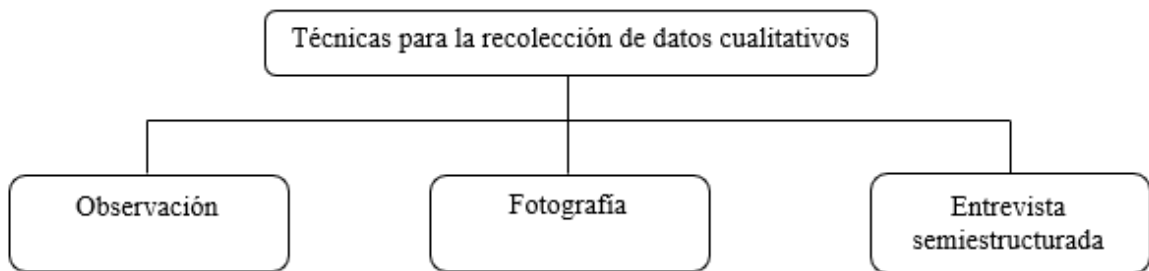 Técnicas para la recolección de datos cualitativos
Observación
Fotografía
Entrevista
semiestructurada